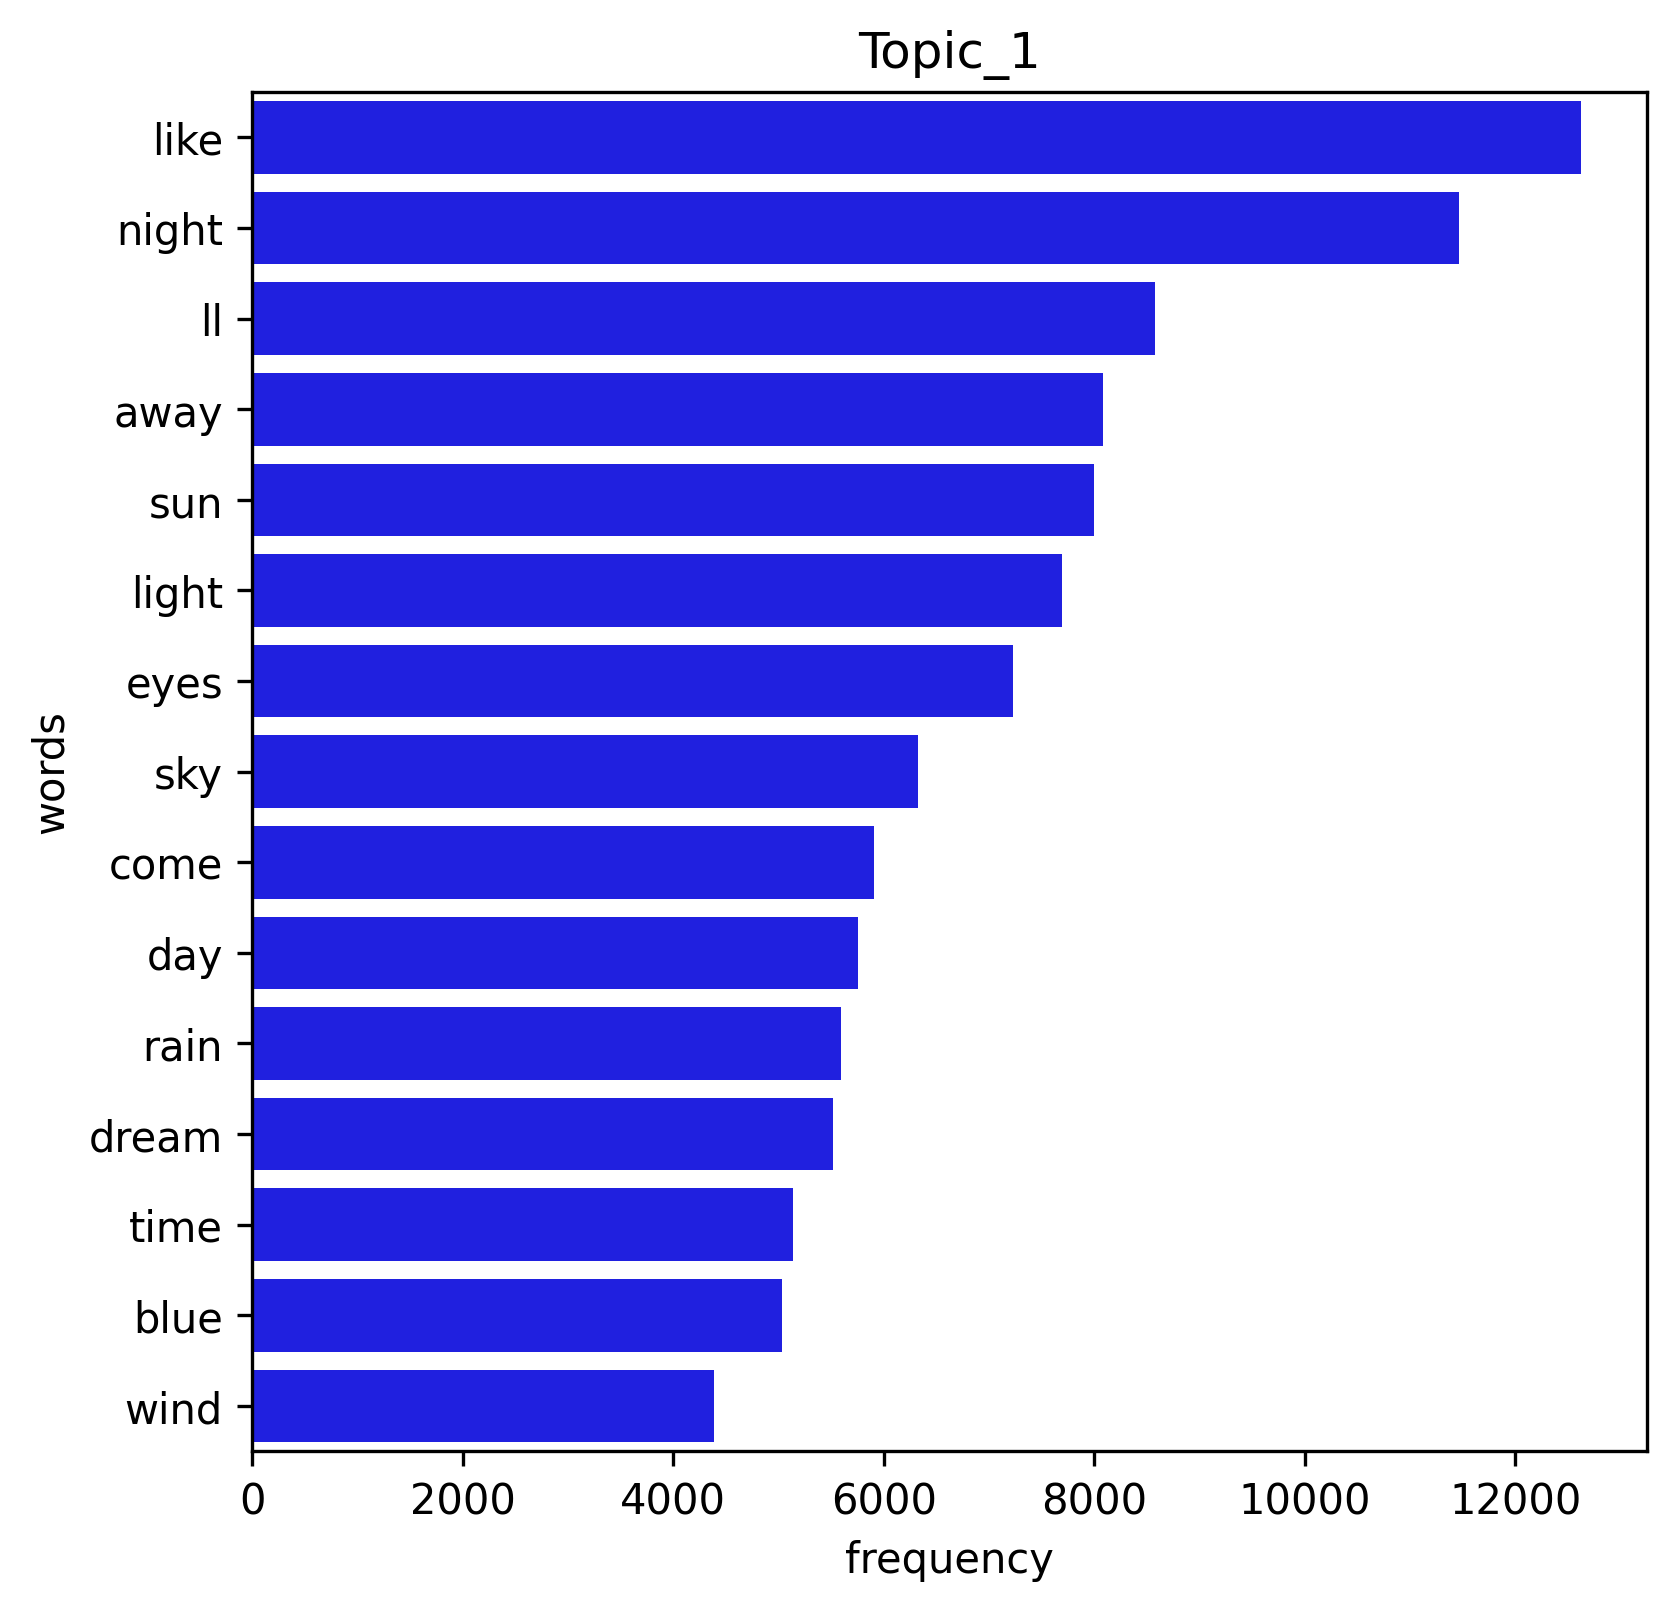 Topic_1
like
night
ll
away
sun
light
eyes
sky
come
day
rain
dream
time
blue
wind
words
0 2000 4000 6000 8000 10000 12000
frequency